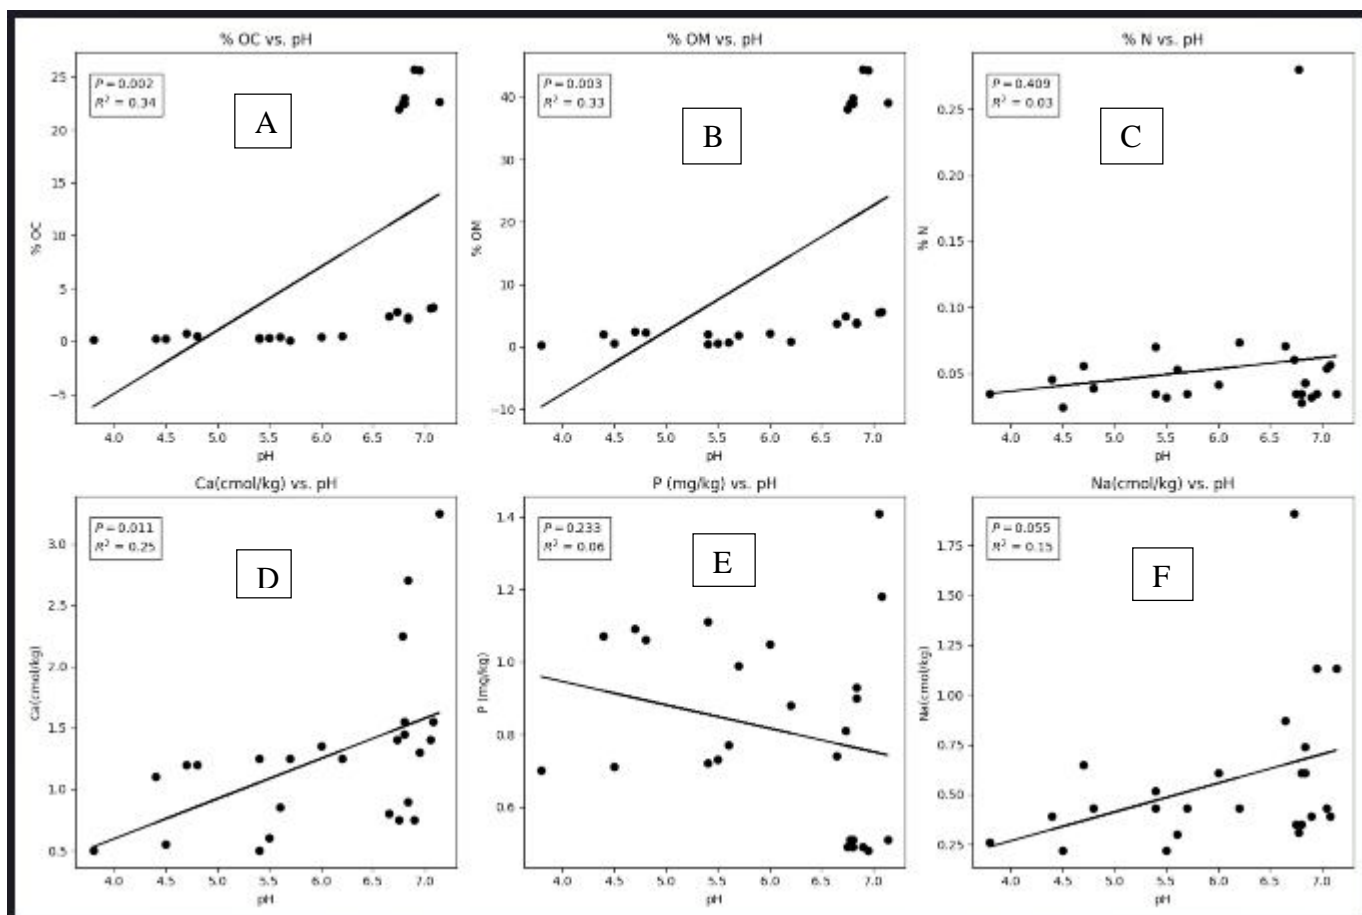 % OC vs. pH
P = 0.002
R² = 0.34
A
25
20
15
10
5
0
−5
% OC
4.0 4.5 5.0 5.5 6.0 6.5 7.0
pH
% OM vs. pH
P = 0.003
R² = 0.33
B
40
30
20
10
0
−10
% OM
4.0 4.5 5.0 5.5 6.0 6.5 7.0
pH
% N vs. pH
P = 0.409
R² = 0.03
C
0.25
0.20
0.15
0.10
0.05
% N
4.0 4.5 5.0 5.5 6.0 6.5 7.0
pH
Ca(cmol/kg) vs. pH
P = 0.011
R² = 0.25
D
3.0
2.5
2.0
1.5
1.0
0.5
Ca(cmol/kg)
4.0 4.5 5.0 5.5 6.0 6.5 7.0
pH
P (mg/kg) vs. pH
P = 0.233
R² = 0.06
E
1.4
1.2
1.0
0.8
0.6
P (mg/kg)
4.0 4.5 5.0 5.5 6.0 6.5 7.0
pH
Na(cmol/kg) vs. pH
P = 0.055
R² = 0.15
F
1.75
1.50
1.25
1.00
0.75
0.50
0.25
Na(cmol/kg)
4.0 4.5 5.0 5.5 6.0 6.5 7.0
pH